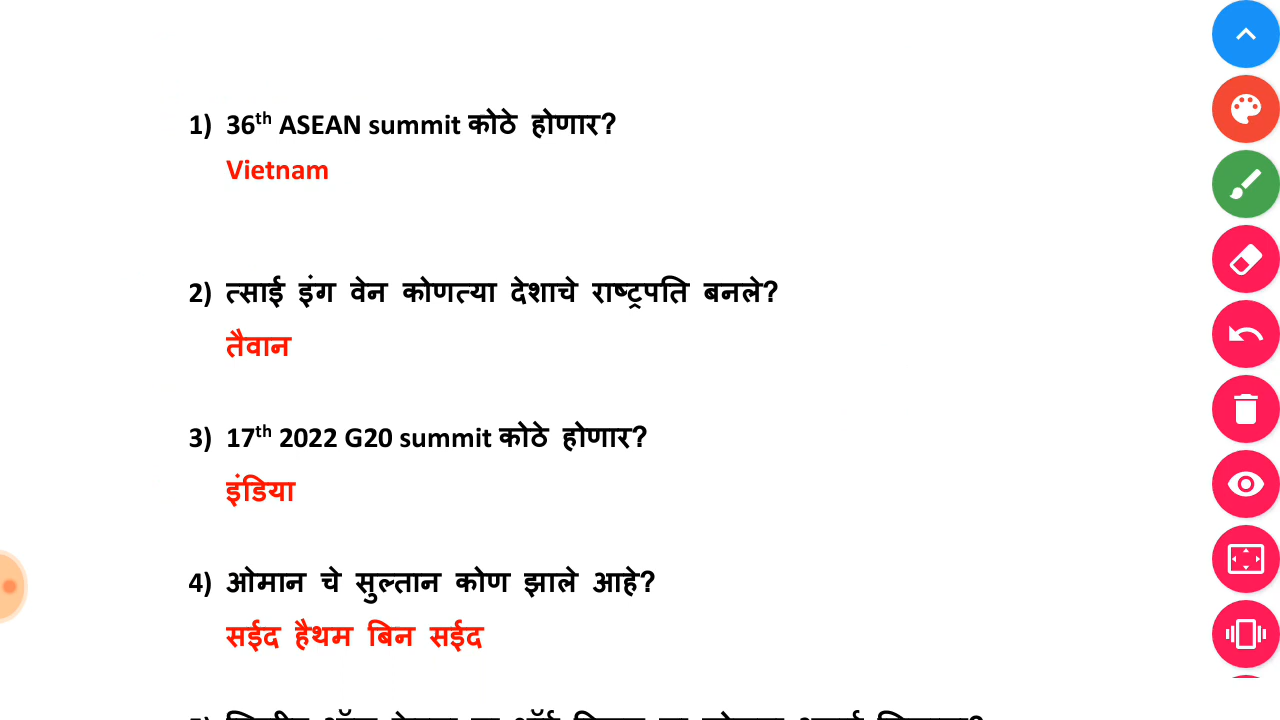 1) 36th ASEAN summit कोठे होणार?
Vietnam
2) त्साई इंग वेन कोणत्या देशाचे राष्ट्रपति बनले?
तैवान
3) 17th 2022 G20 summit कोठे होणार?
इंडिया
4) ओमान चे सुल्तान कोण झाले आहे?
सईद हैथम बिन सईद